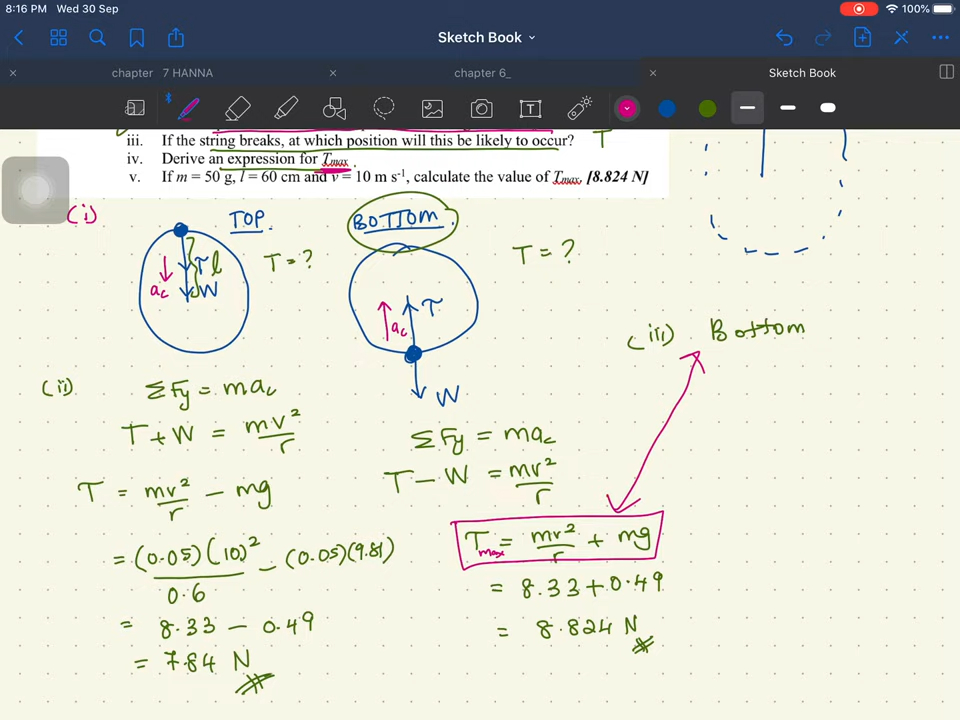 8:16 PM Wed 30 Sep
100%
Sketch Book
chapter 7 HANNA
chapter 6_
Sketch Book
iii. If the string breaks, at which position will this be likely to occur?
T
iv. Derive an expression for Tmax .
v. If m = 50 g, l = 60 cm and v = 10 m s-1, calculate the value of Tmax. [8.824 N]
(i)
TOP
T = ?
T l
ac
W
BOTTOM
T = ?
T
ac
W
(iii) Bottom
(ii)
ΣFy = mac
T + W = mv²/r
T = mv²/r − mg
= (0.05)(10)²/0.6 − (0.05)(9.81)
= 8.33 − 0.49
= 7.84 N
ΣFy = mac
T − W = mv²/r
Tmax = mv²/r + mg
= 8.33 + 0.49
= 8.824 N